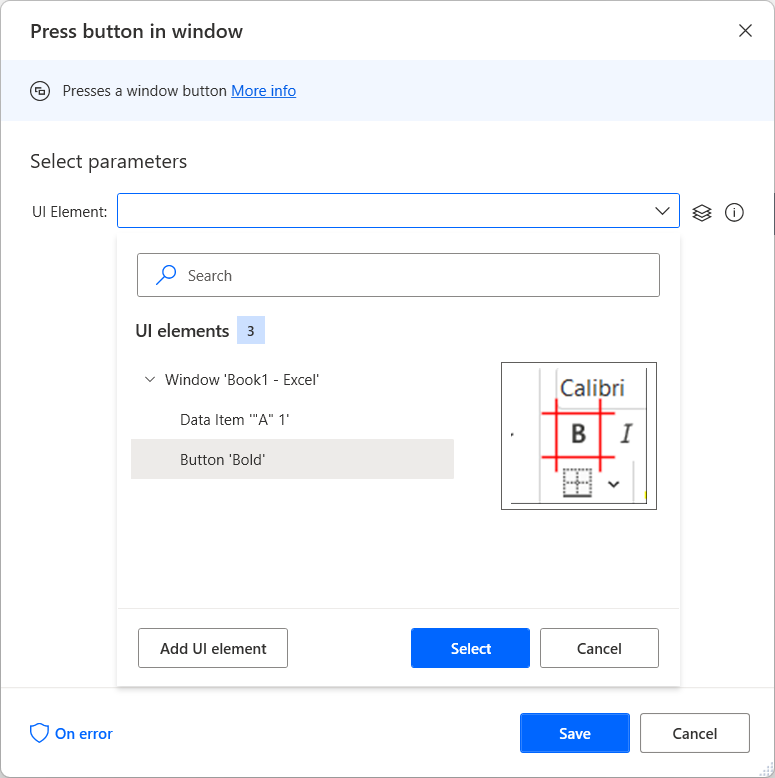 Press button in window
Presses a window button More info
Select parameters
UI Element:
Search
UI elements 3
Window 'Book1 - Excel'
Data Item '"A" 1'
Button 'Bold'
Calibri
B I
Add UI element Select Cancel
On error Save Cancel